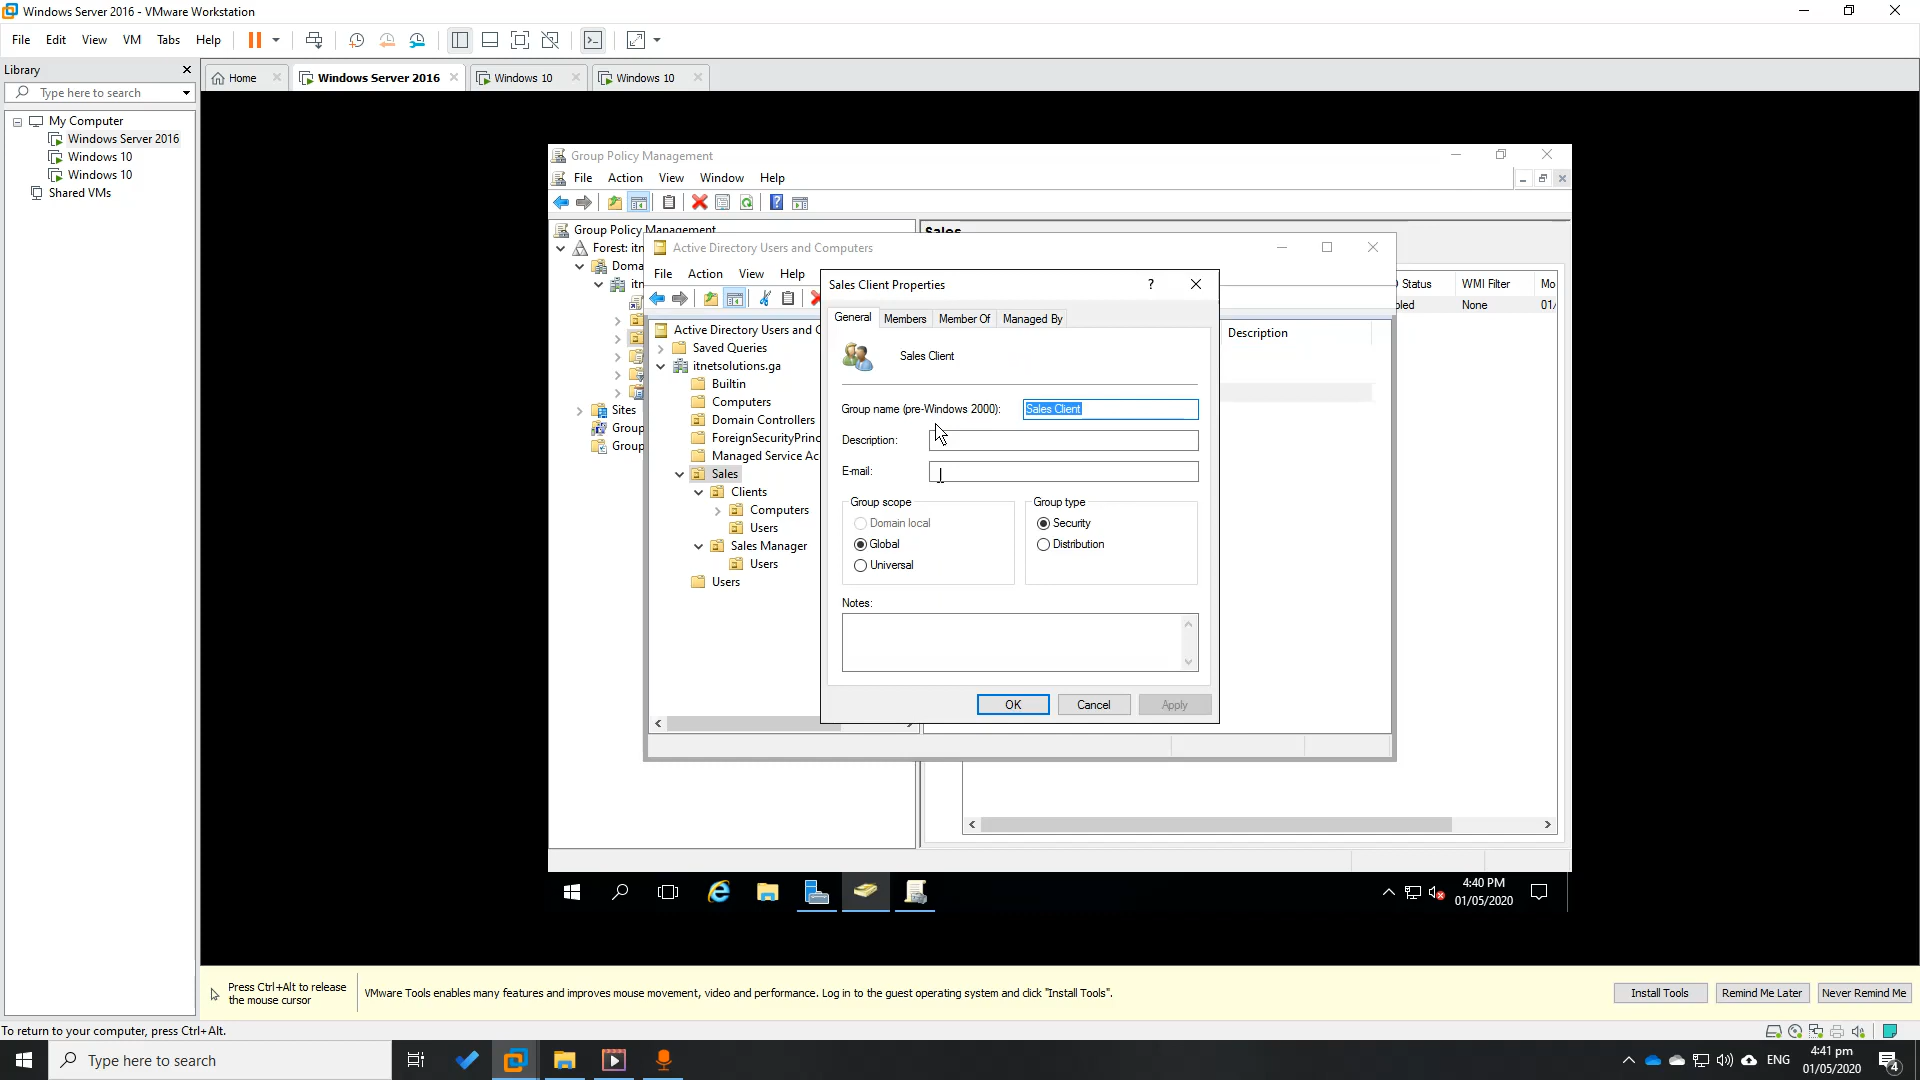 Windows Server 2016 - VMware Workstation
File Edit View VM Tabs Help
Library
Home Windows Server 2016 Windows 10 Windows 10
Type here to search
My Computer
Windows Server 2016
Windows 10
Windows 10
Shared VMs
Group Policy Management
File Action View Window Help
Group Policy Management
Forest: itn
Doma
itn
Sites
Group
Group
Sales
Status WMI Filter Mo
bled None 01/
Active Directory Users and Computers
File Action View Help
Active Directory Users and C
Saved Queries
itnetsolutions.ga
Builtin
Computers
Domain Controllers
ForeignSecurityPrinc
Managed Service Ac
Sales
Clients
Computers
Users
Sales Manager
Users
Users
Description
Sales Client Properties
General Members Member Of Managed By
Sales Client
Group name (pre-Windows 2000): Sales Client
Description:
E-mail:
Group scope
Domain local
Global
Universal
Group type
Security
Distribution
Notes:
OK Cancel Apply
4:40 PM
01/05/2020
Press Ctrl+Alt to release
the mouse cursor
VMware Tools enables many features and improves mouse movement, video and performance. Log in to the guest operating system and click "Install Tools".
Install Tools Remind Me Later Never Remind Me
To return to your computer, press Ctrl+Alt.
Type here to search
ENG
4:41 pm
01/05/2020
4